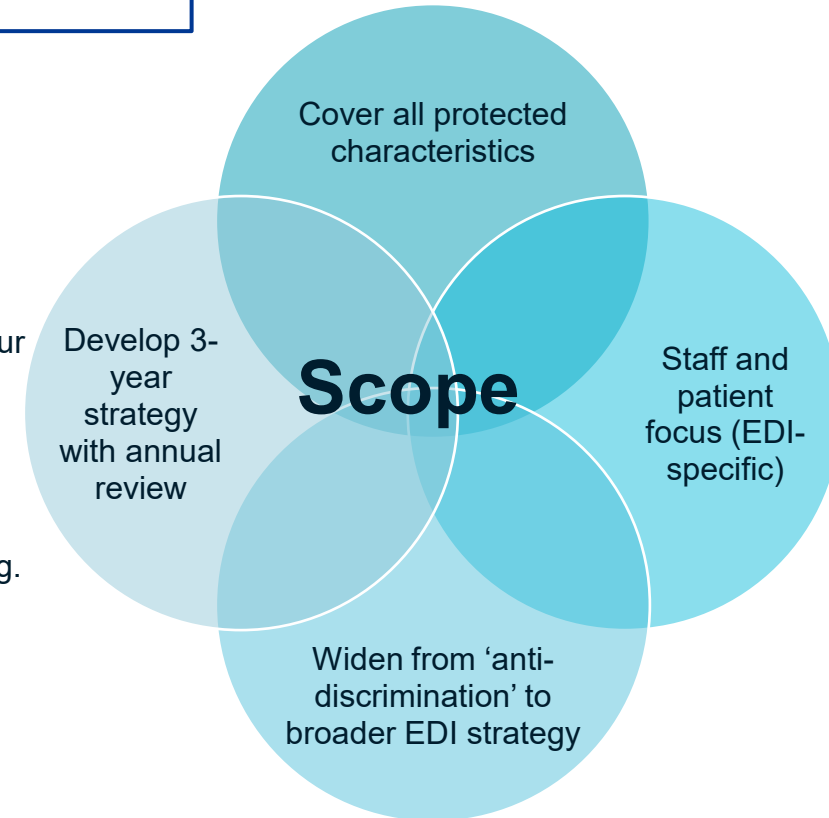 Cover all protected
characteristics
ur
Develop 3-
year
strategy
with annual
review
Scope
Staff and
patient
focus (EDI-
specific)
g.
Widen from ‘anti-
discrimination’ to
broader EDI strategy